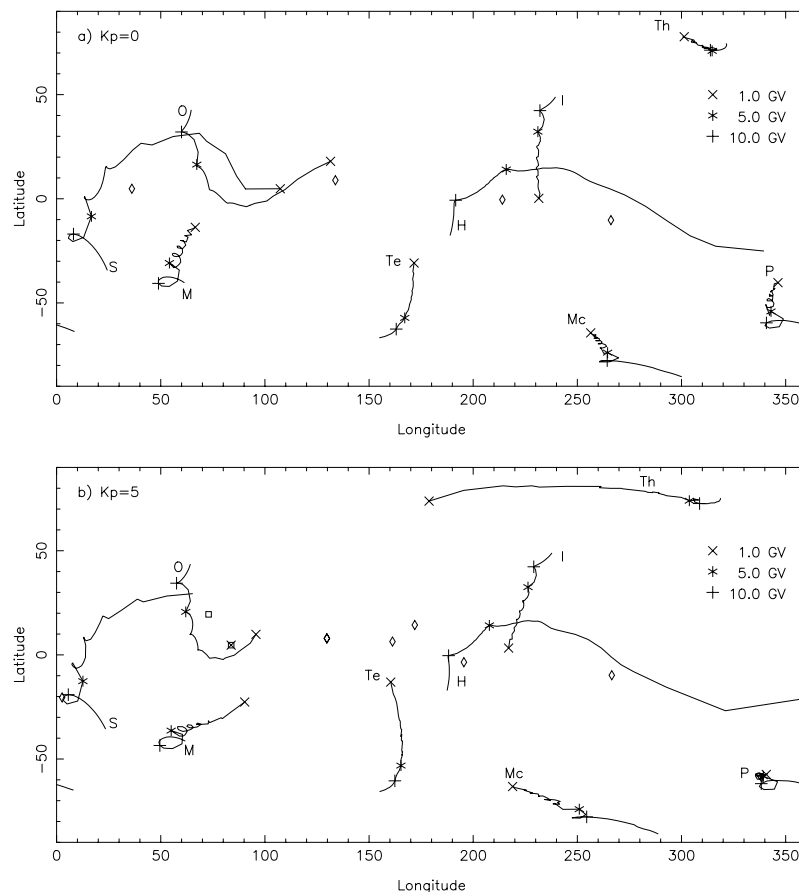 a) Kp=0
Th
O
I
× 1.0 GV
* 5.0 GV
+ 10.0 GV
50
0
−50
Latitude
S
M
H
Te
Mc
P
0 50 100 150 200 250 300 350
Longitude
b) Kp=5
Th
O
I
× 1.0 GV
* 5.0 GV
+ 10.0 GV
50
0
−50
Latitude
S
M
Te
H
Mc
P
0 50 100 150 200 250 300 350
Longitude